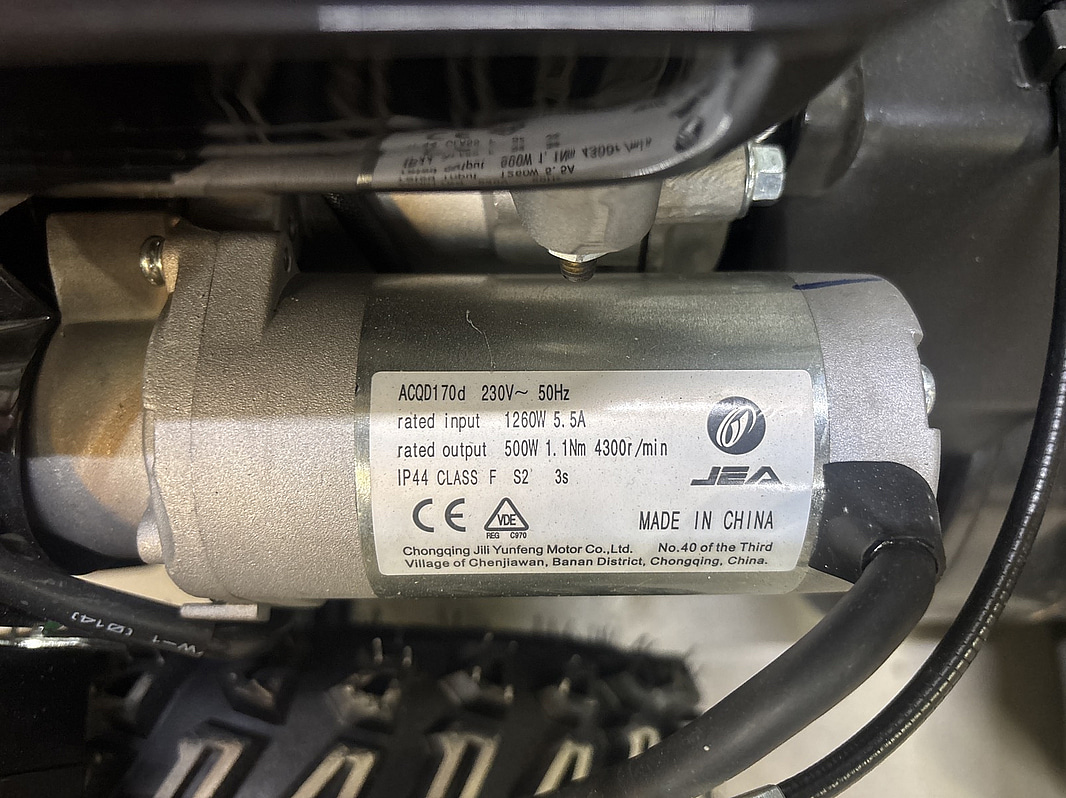 ACQD170d 230V~ 50Hz
rated input 1260W 5.5A
rated output 500W 1.1Nm 4300r/min
IP44 CLASS F S2 3s
JEA
CE VDE
REG C970
MADE IN CHINA
Chongqing Jili Yunfeng Motor Co.,Ltd. No.40 of the Third
Village of Chenjiawan, Banan District, Chongqing, China.
(Ø14)